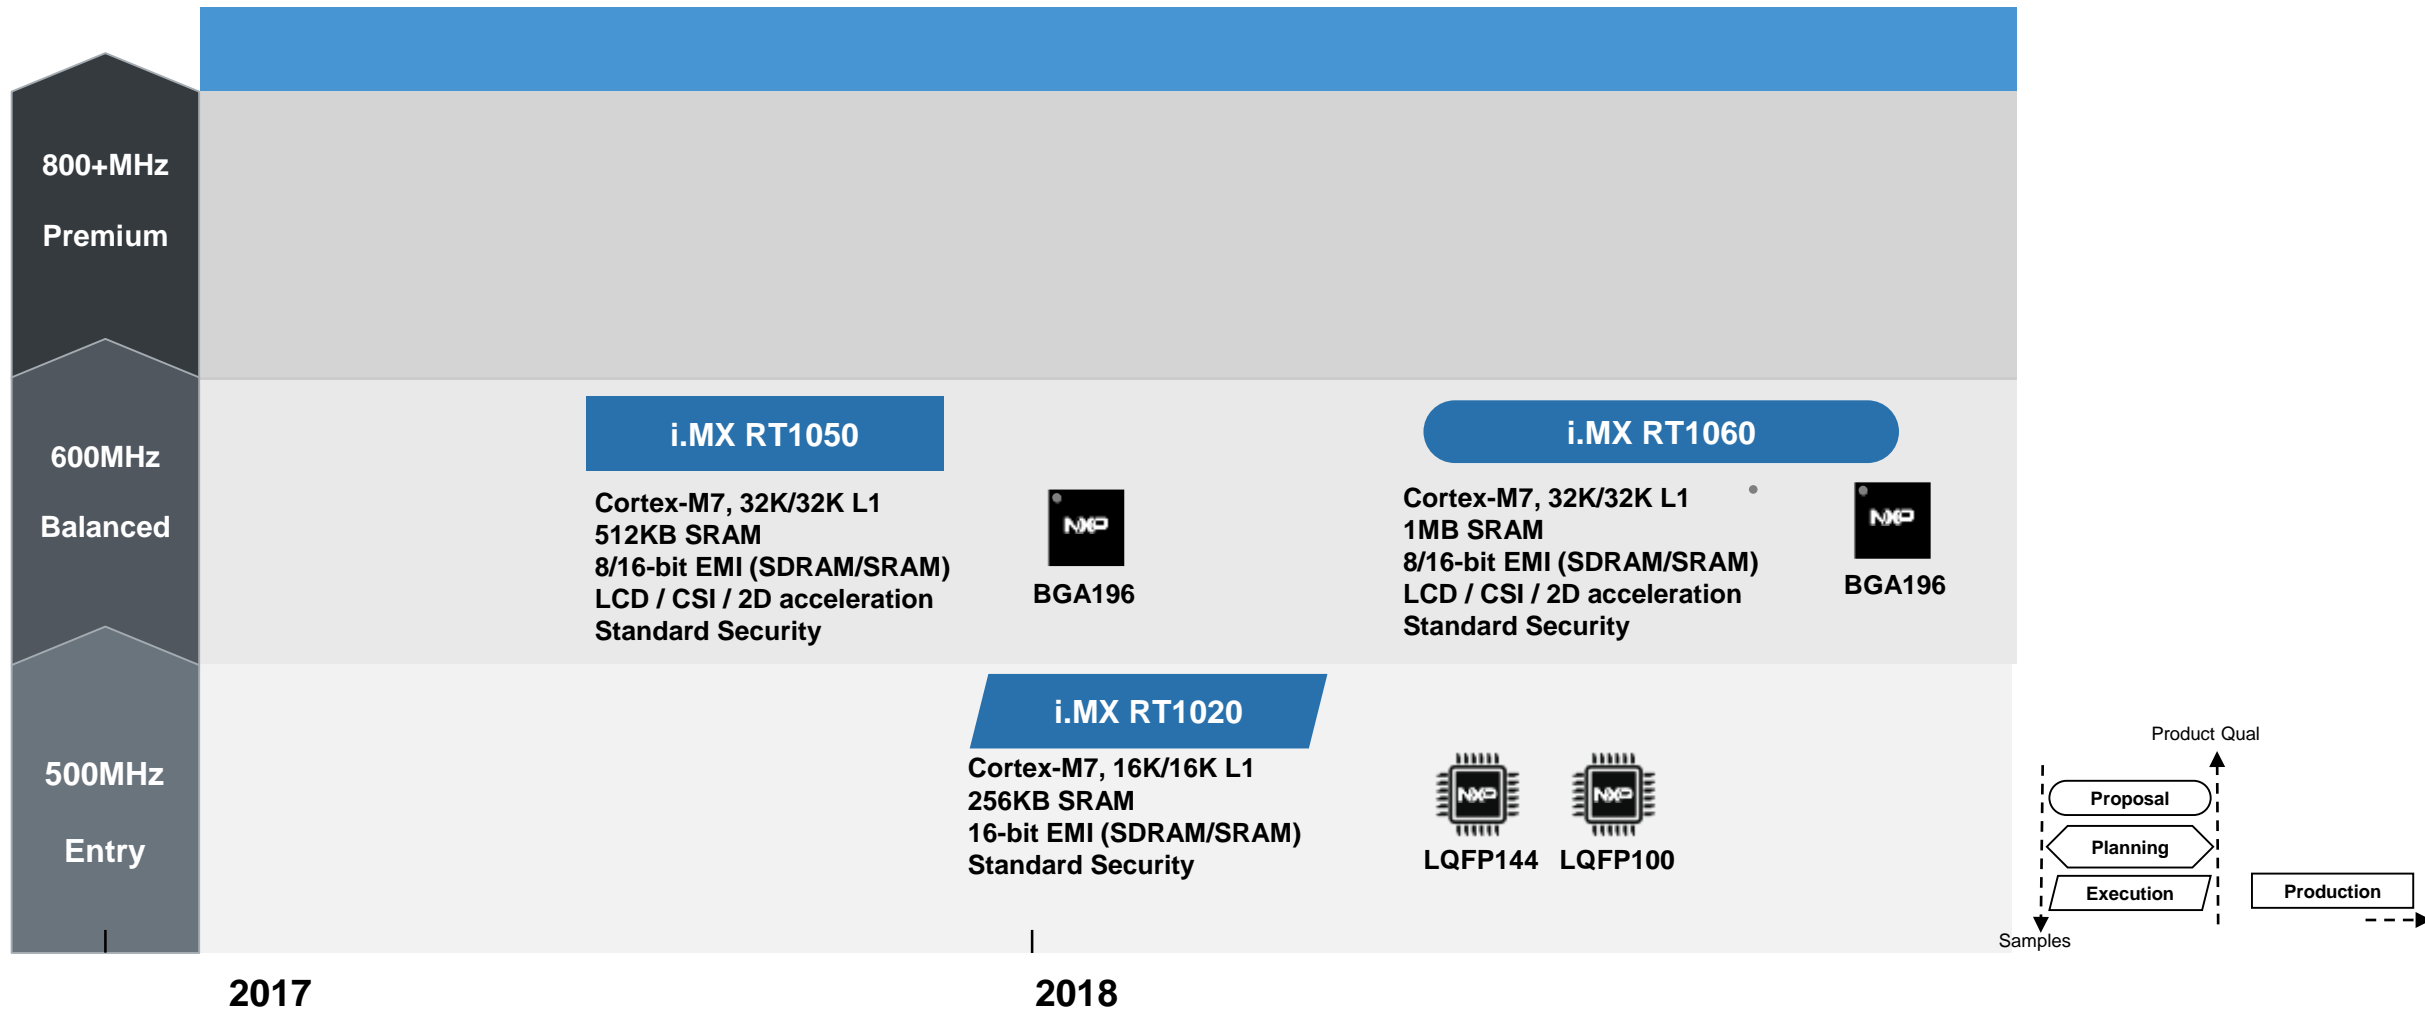 800+MHz
Premium
600MHz
Balanced
500MHz
Entry
i.MX RT1050
Cortex-M7, 32K/32K L1
512KB SRAM
8/16-bit EMI (SDRAM/SRAM)
LCD / CSI / 2D acceleration
Standard Security
NXP
BGA196
i.MX RT1060
Cortex-M7, 32K/32K L1
1MB SRAM
8/16-bit EMI (SDRAM/SRAM)
LCD / CSI / 2D acceleration
Standard Security
NXP
BGA196
i.MX RT1020
Cortex-M7, 16K/16K L1
256KB SRAM
16-bit EMI (SDRAM/SRAM)
Standard Security
NXP
LQFP144
NXP
LQFP100
Product Qual
Proposal
Planning
Execution
Production
Samples
2017
2018